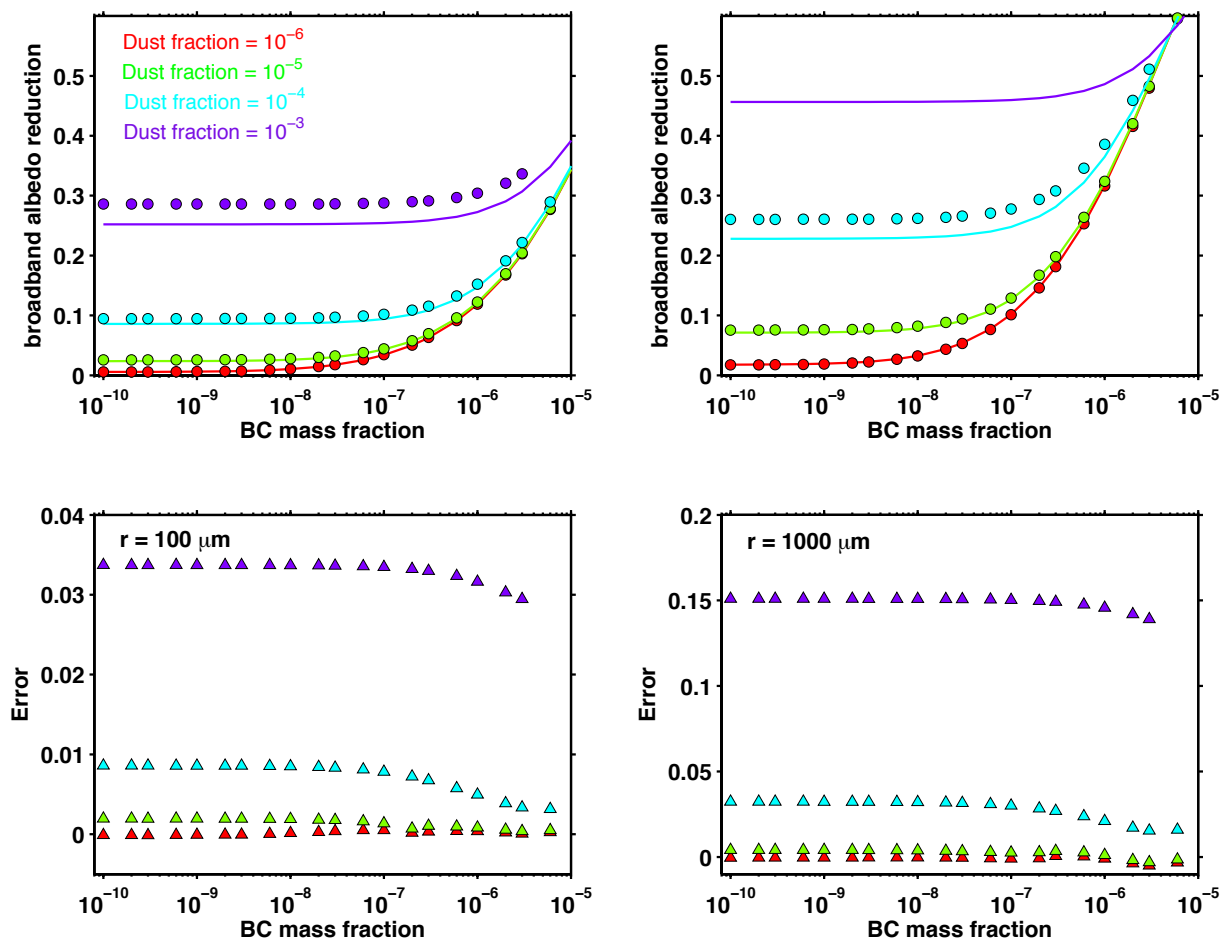 Dust fraction = 10⁻⁶
Dust fraction = 10⁻⁵
Dust fraction = 10⁻⁴
Dust fraction = 10⁻³
broadband albedo reduction
0.5
0.4
0.3
0.2
0.1
0
10⁻¹⁰ 10⁻⁹ 10⁻⁸ 10⁻⁷ 10⁻⁶ 10⁻⁵
BC mass fraction
broadband albedo reduction
0.5
0.4
0.3
0.2
0.1
0
10⁻¹⁰ 10⁻⁹ 10⁻⁸ 10⁻⁷ 10⁻⁶ 10⁻⁵
BC mass fraction
r = 100 μm
Error
0.04
0.03
0.02
0.01
0
10⁻¹⁰ 10⁻⁹ 10⁻⁸ 10⁻⁷ 10⁻⁶ 10⁻⁵
BC mass fraction
r = 1000 μm
Error
0.2
0.15
0.1
0.05
0
10⁻¹⁰ 10⁻⁹ 10⁻⁸ 10⁻⁷ 10⁻⁶ 10⁻⁵
BC mass fraction